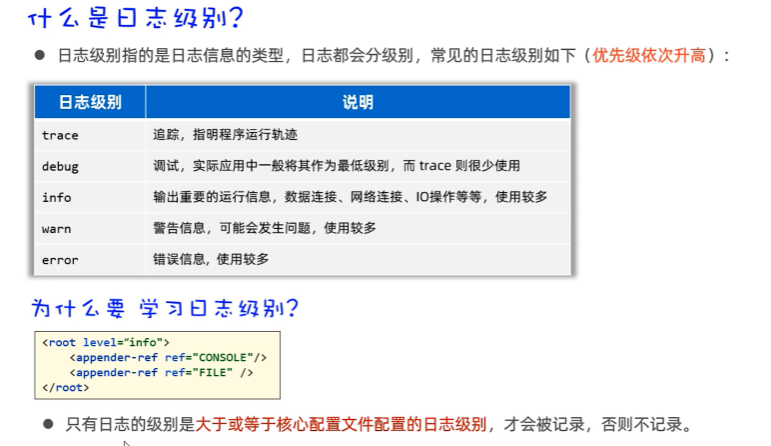 什么是日志级别?
● 日志级别指的是日志信息的类型，日志都会分级别，常见的日志级别如下（优先级依次升高）：
日志级别 说明
trace 追踪，指明程序运行轨迹
debug 调试，实际应用中一般将其作为最低级别，而 trace 则很少使用
info 输出重要的运行信息，数据连接、网络连接、IO操作等等，使用较多
warn 警告信息，可能会发生问题，使用较多
error 错误信息，使用较多
为什么要 学习日志级别?
<root level="info">
<appender-ref ref="CONSOLE"/>
<appender-ref ref="FILE" />
</root>
● 只有日志的级别是大于或等于核心配置文件配置的日志级别，才会被记录，否则不记录。